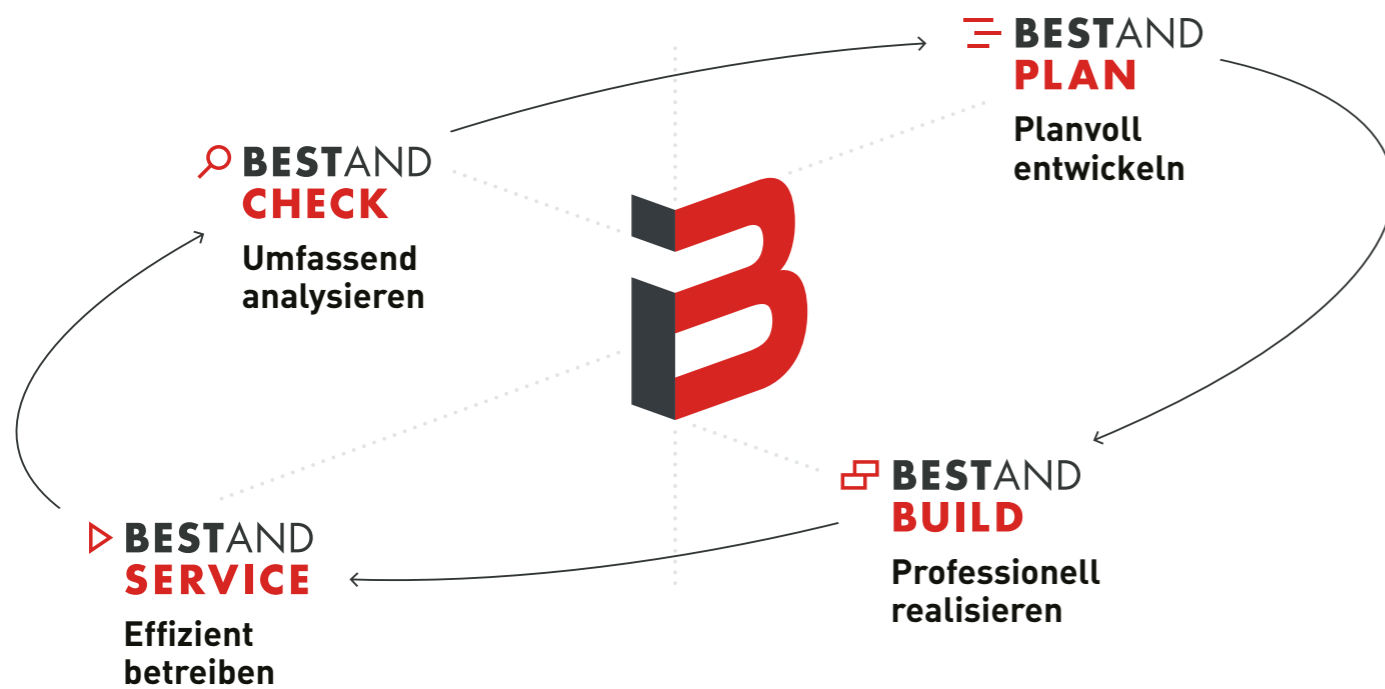 BESTAND
PLAN
Planvoll
entwickeln
BESTAND
CHECK
Umfassend
analysieren
BESTAND
BUILD
Professionell
realisieren
BESTAND
SERVICE
Effizient
betreiben